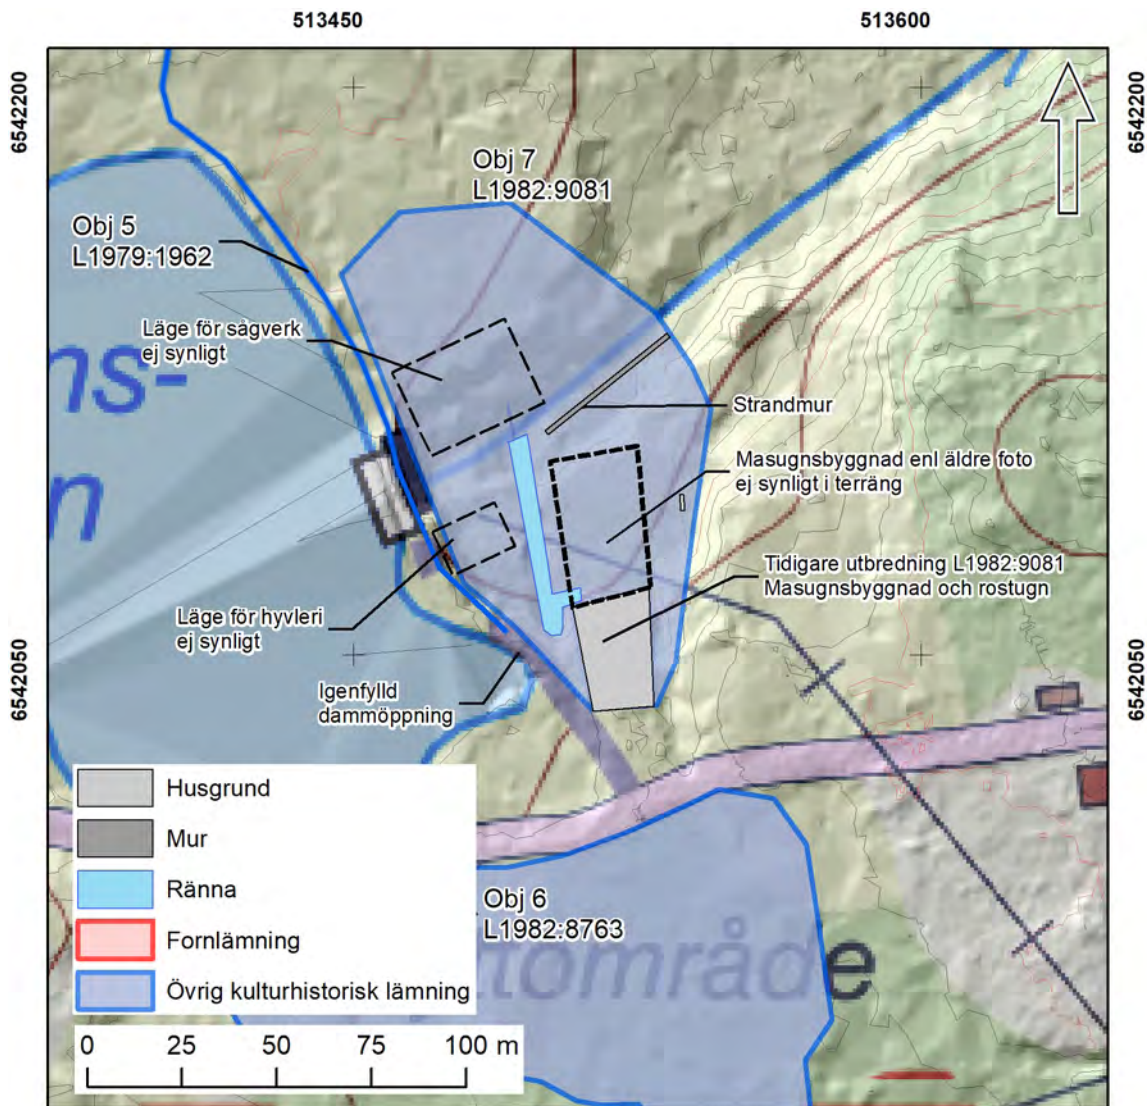 513450
513600
6542200
6542200
Obj 7
L1982:9081
Obj 5
L1979:1962
Läge för sågverk
ej synligt
ns-
n
Strandmur
Masugnsbyggnad enl äldre foto
ej synligt i terräng
Tidigare utbredning L1982:9081
Masugnsbyggnad och rostugn
Läge för hyvleri
ej synligt
6542050
6542050
Igenfylld
dammöppning
Husgrund
Mur
Ränna
Fornlämning
Övrig kulturhistorisk lämning
Obj 6
L1982:8763
tområde
0 25 50 75 100 m